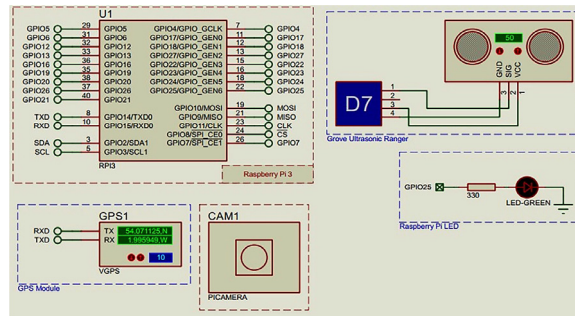 U1
GPIO5 29 GPIO5 GPIO4/GPIO_GCLK 7 GPIO4
GPIO6 31 GPIO6 GPIO17/GPIO_GEN0 11 GPIO17
GPIO12 32 GPIO12 GPIO18/GPIO_GEN1 12 GPIO18
GPIO13 33 GPIO13 GPIO27/GPIO_GEN2 13 GPIO27
GPIO16 36 GPIO16 GPIO22/GPIO_GEN3 15 GPIO22
GPIO19 35 GPIO19 GPIO23/GPIO_GEN4 16 GPIO23
GPIO20 38 GPIO20 GPIO24/GPIO_GEN5 18 GPIO24
GPIO26 37 GPIO26 GPIO25/GPIO_GEN6 22 GPIO25
GPIO21 40 GPIO21
GPIO10/MOSI 19 MOSI
TXD 8 GPIO14/TXD0 GPIO9/MISO 21 MISO
RXD 10 GPIO15/RXD0 GPIO11/CLK 23 CLK
GPIO8/SPI_CE0 24 CS
SDA 3 GPIO2/SDA1 GPIO7/SPI_CE1 26 GPIO7
SCL 5 GPIO3/SCL1
RPI3
Raspberry Pi 3
50
GND
SIG
VCC
3 2 1
D7
1
2
3
4
Grove Ultrasonic Ranger
GPIO25
330
LED-GREEN
Raspberry Pi LED
GPS1
RXD TX 54.071125,N
TXD RX 1.995949,W
10
VGPS
GPS Module
CAM1
PICAMERA